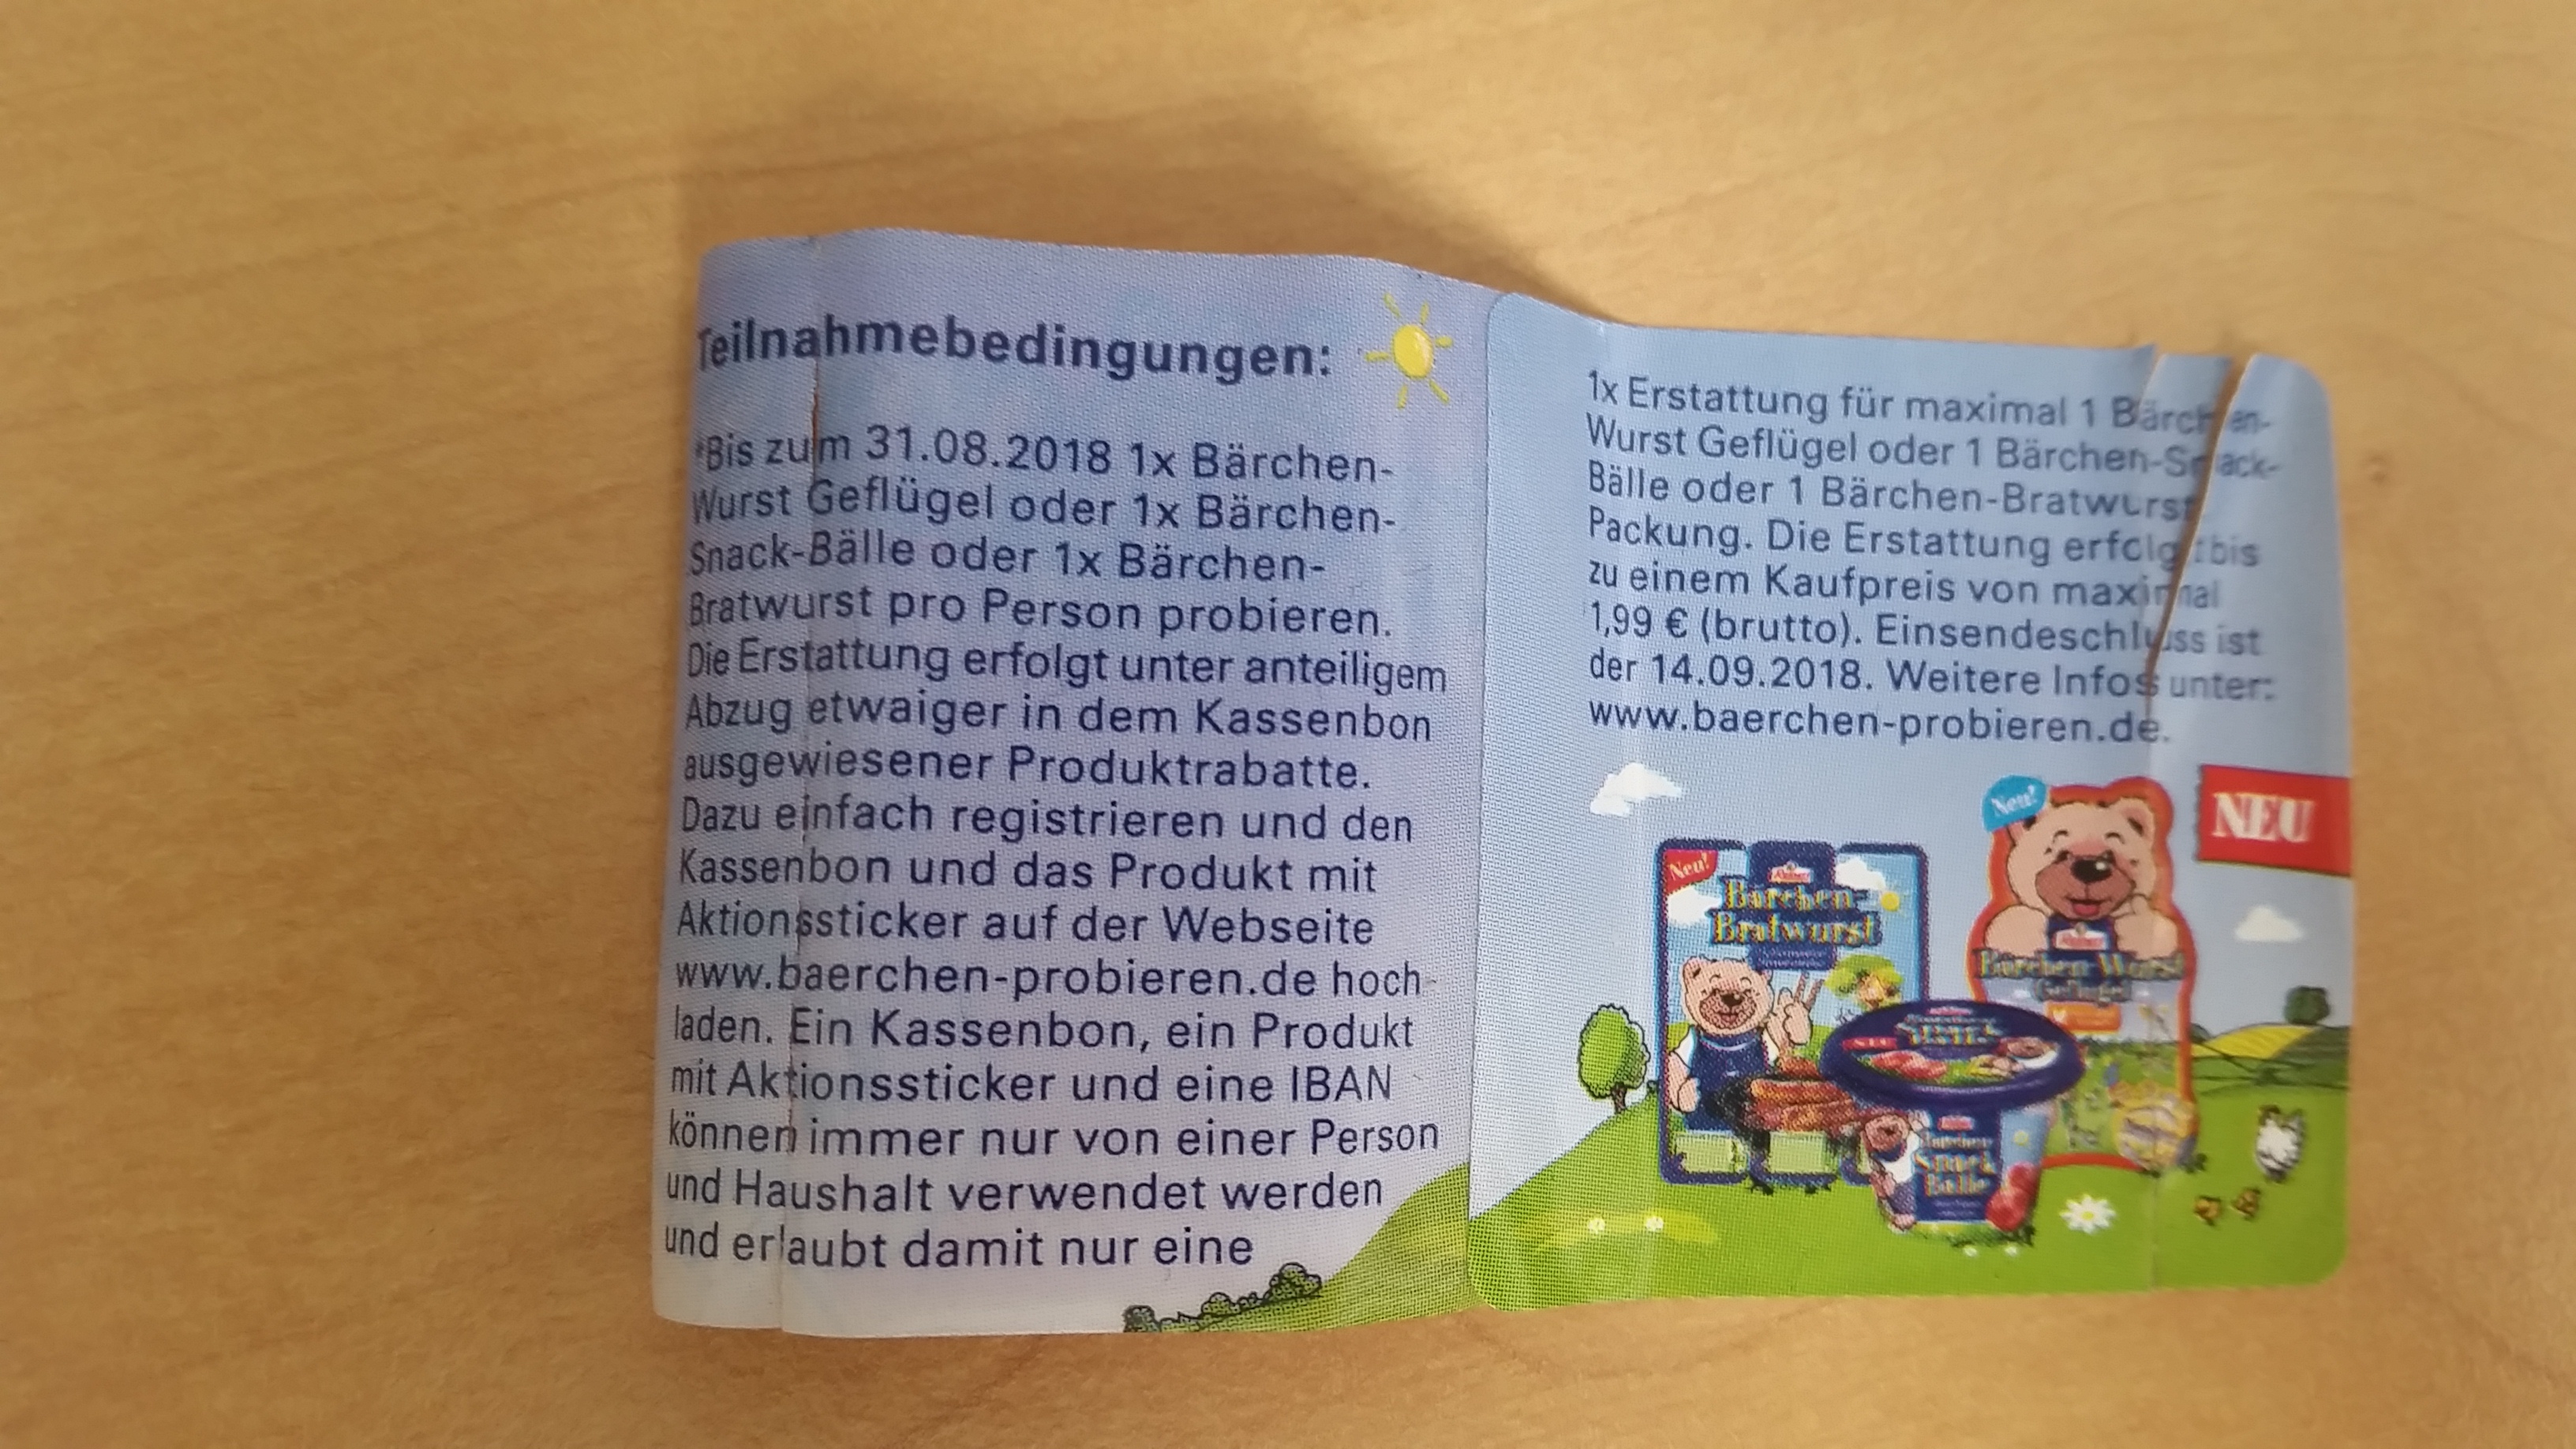 Teilnahmebedingungen:
*Bis zum 31.08.2018 1x Bärchen-
Wurst Geflügel oder 1x Bärchen-
Snack-Bälle oder 1x Bärchen-
Bratwurst pro Person probieren.
Die Erstattung erfolgt unter anteiligem
Abzug etwaiger in dem Kassenbon
ausgewiesener Produktrabatte.
Dazu einfach registrieren und den
Kassenbon und das Produkt mit
Aktionssticker auf der Webseite
www.baerchen-probieren.de hoch-
laden. Ein Kassenbon, ein Produkt
mit Aktionssticker und eine IBAN
können immer nur von einer Person
und Haushalt verwendet werden
und erlaubt damit nur eine
1x Erstattung für maximal 1 Bärchen-
Wurst Geflügel oder 1 Bärchen-Snack-
Bälle oder 1 Bärchen-Bratwurst
Packung. Die Erstattung erfolgt bis
zu einem Kaufpreis von maximal
1,99 € (brutto). Einsendeschluss ist
der 14.09.2018. Weitere Infos unter:
www.baerchen-probieren.de.
NEU
Neu!
Neu!
Bärchen-
Bratwurst
Bärchen-Wurst
Geflügel
Bärchen
Snack
Bälle